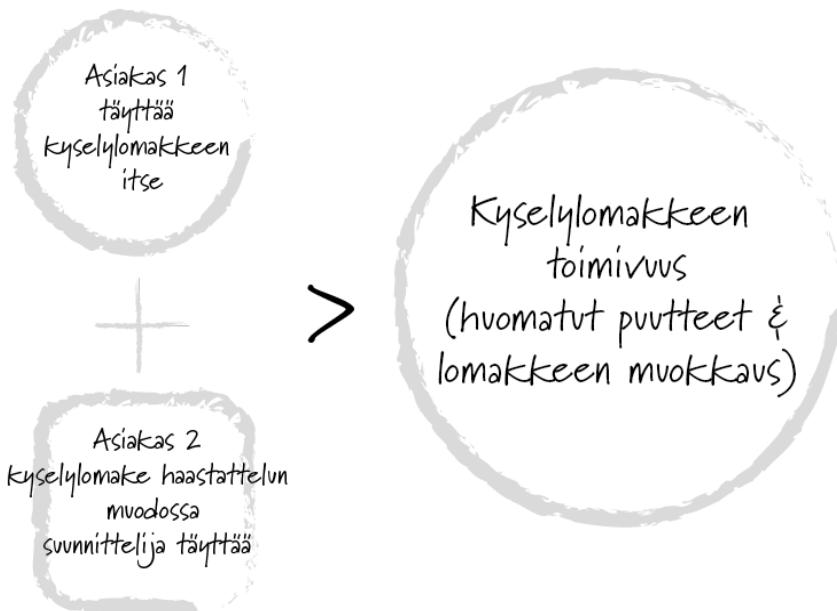 Asiakas 1
täyttää
kyselylomakkeen
itse
+
Asiakas 2
kyselylomake haastattelun
muodossa
suunnittelija täyttää
>
Kyselylomakkeen
toimivuus
(huomatut puutteet &
lomakkeen muokkaus)